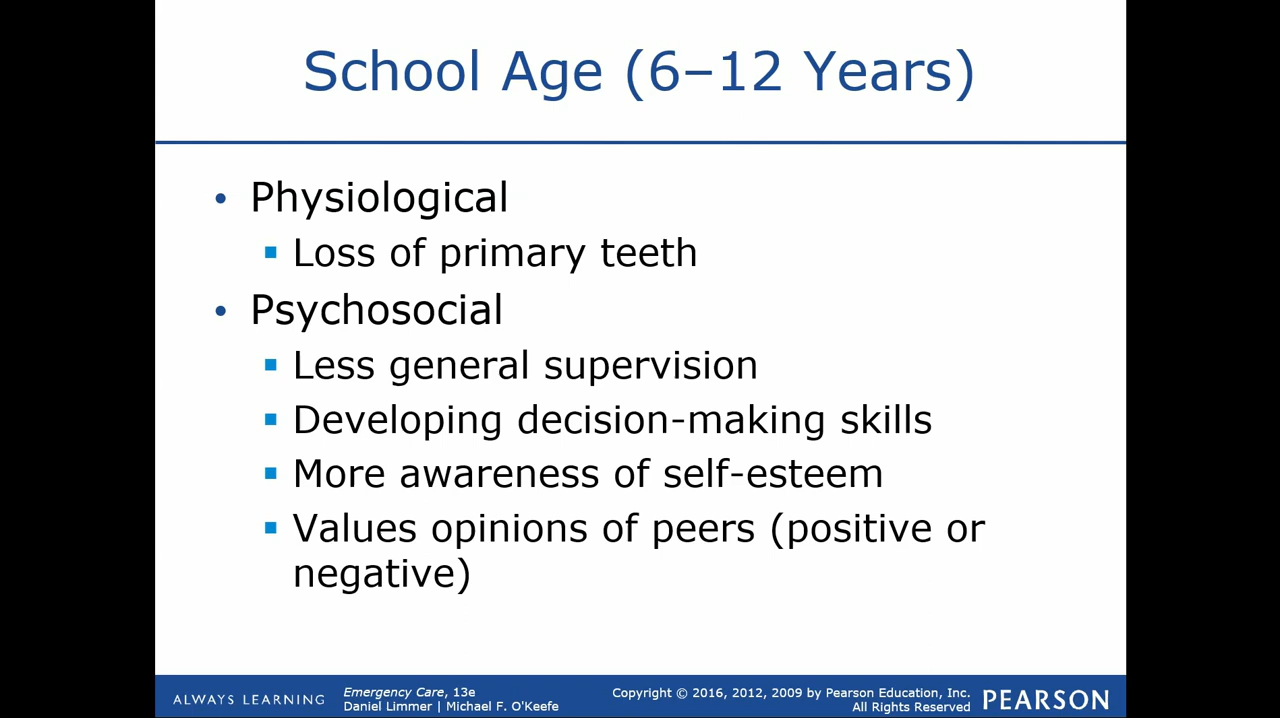 School Age (6–12 Years)
• Physiological
▪ Loss of primary teeth
• Psychosocial
▪ Less general supervision
▪ Developing decision-making skills
▪ More awareness of self-esteem
▪ Values opinions of peers (positive or
negative)
ALWAYS LEARNING
Emergency Care, 13e
Daniel Limmer | Michael F. O'Keefe
Copyright © 2016, 2012, 2009 by Pearson Education, Inc.
All Rights Reserved
PEARSON